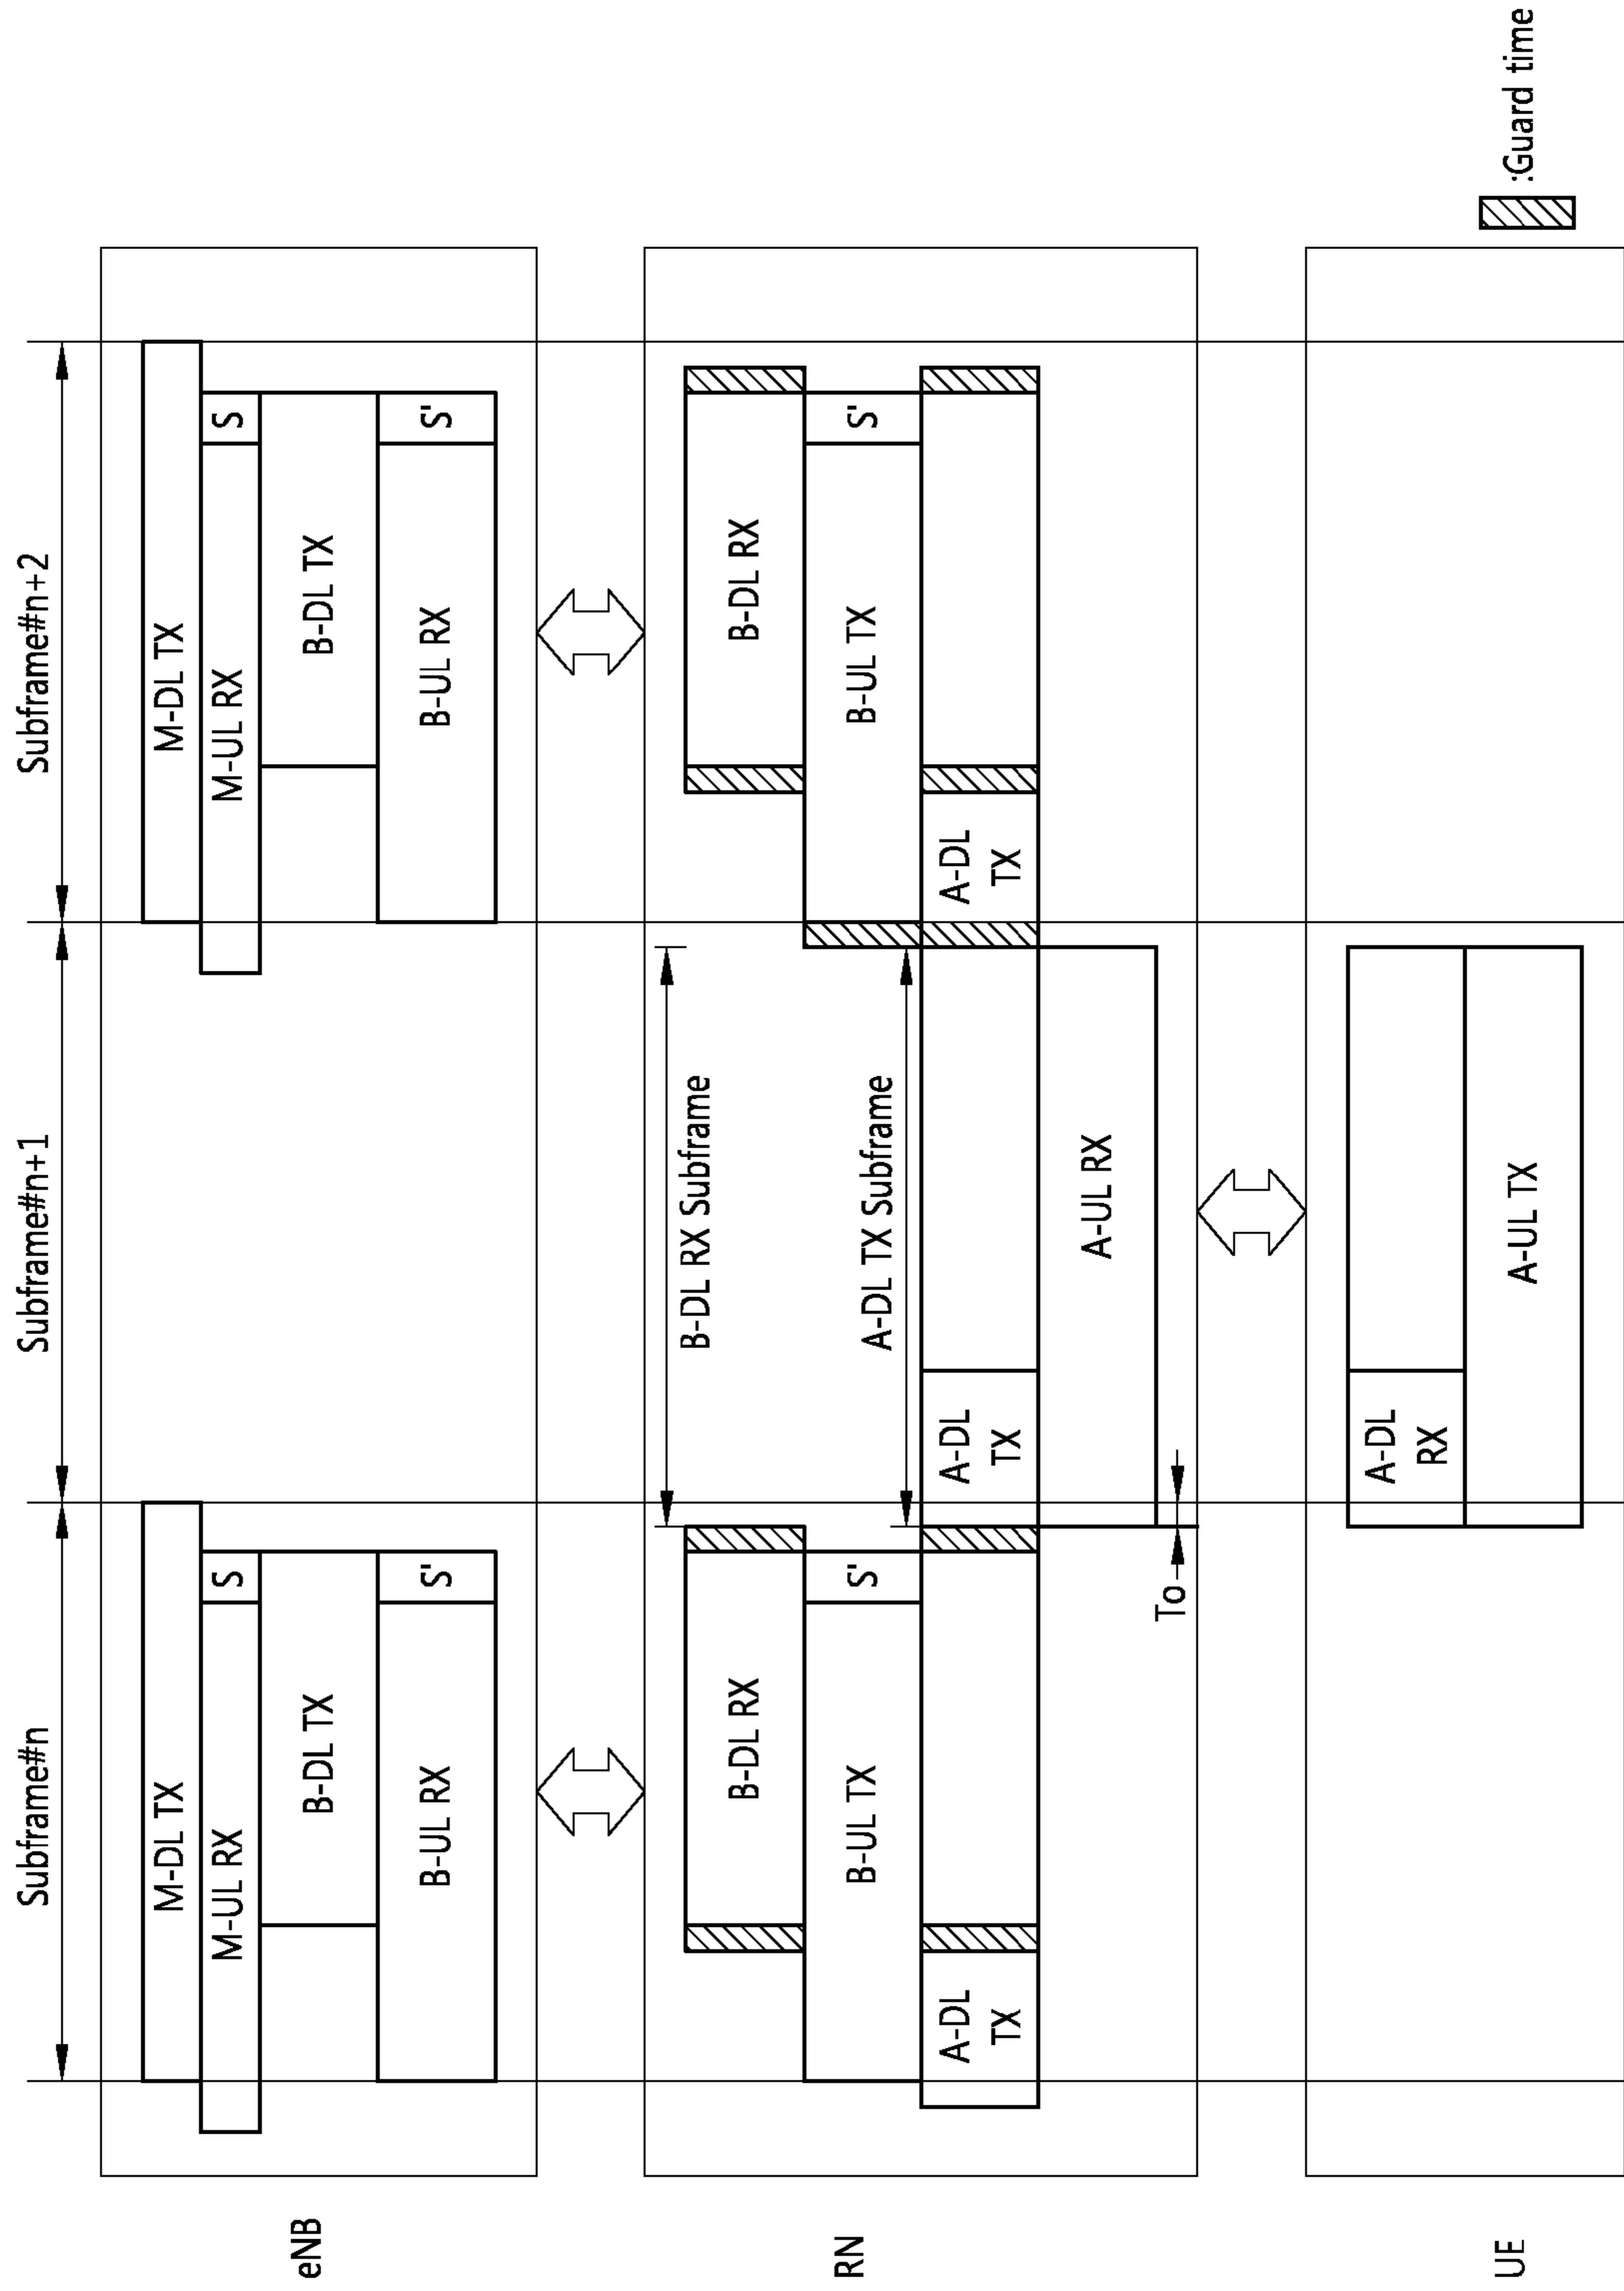 Subframe#n
Subframe#n+1
Subframe#n+2
eNB
M-DL TX
M-DL TX
M-UL RX
S
M-UL RX
S
B-DL TX
B-DL TX
B-UL RX
S'
B-UL RX
S'
RN
B-DL RX
B-DL RX Subframe
B-DL RX
B-UL TX
S'
A-DL TX Subframe
B-UL TX
S'
A-DL
TX
A-DL
TX
A-DL
TX
A-UL RX
To
UE
A-DL
RX
A-UL TX
:Guard time